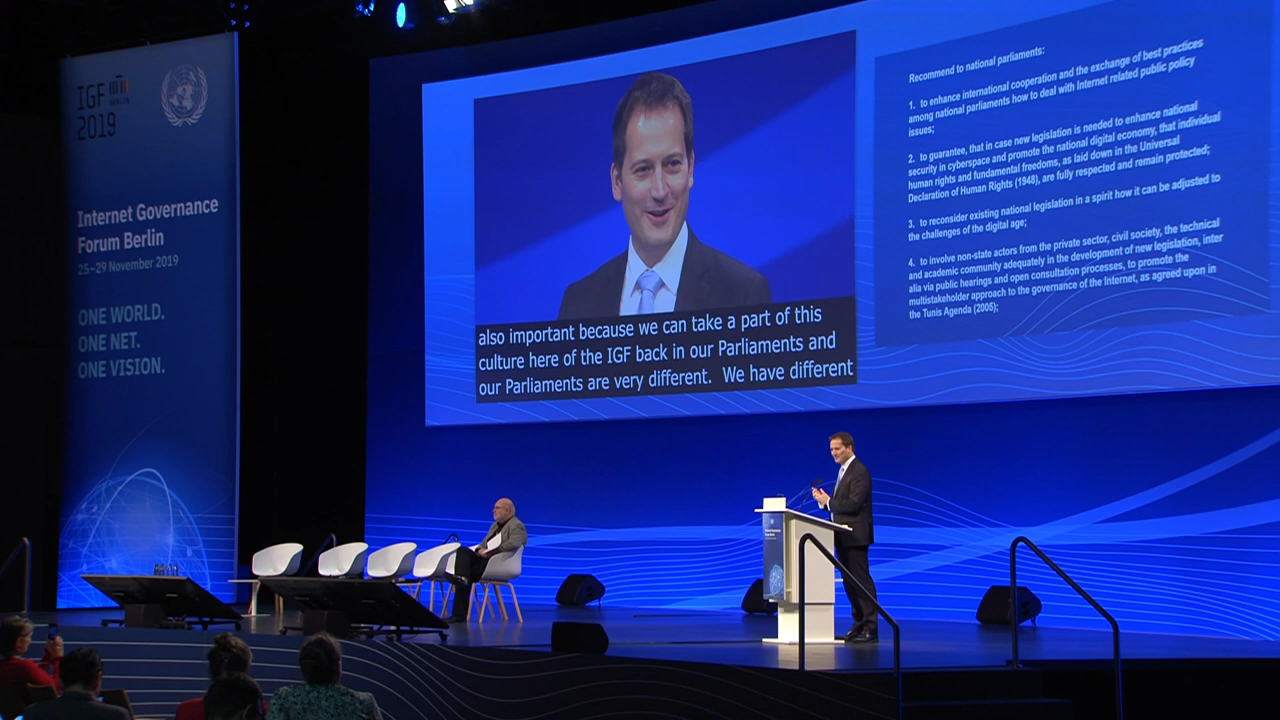 IGF
BERLIN
2019
Internet Governance
Forum Berlin
25–29 November 2019
ONE WORLD.
ONE NET.
ONE VISION.
also important because we can take a part of this
culture here of the IGF back in our Parliaments and
our Parliaments are very different.  We have different
Recommend to national parliaments:
1. to enhance international cooperation and the exchange of best practices
among national parliaments how to deal with Internet related public policy
issues;
2. to guarantee, that in case new legislation is needed to enhance national
security in cyberspace and promote the national digital economy, that individual
human rights and fundamental freedoms, as laid down in the Universal
Declaration of Human Rights (1948), are fully respected and remain protected;
3. to reconsider existing national legislation in a spirit how it can be adjusted to
the challenges of the digital age;
4. to involve non-state actors from the private sector, civil society, the technical
and academic community adequately in the development of new legislation, inter
alia via public hearings and open consultation processes, to promote the
multistakeholder approach to the governance of the Internet, as agreed upon in
the Tunis Agenda (2005);
Internet Governance
Forum Berlin